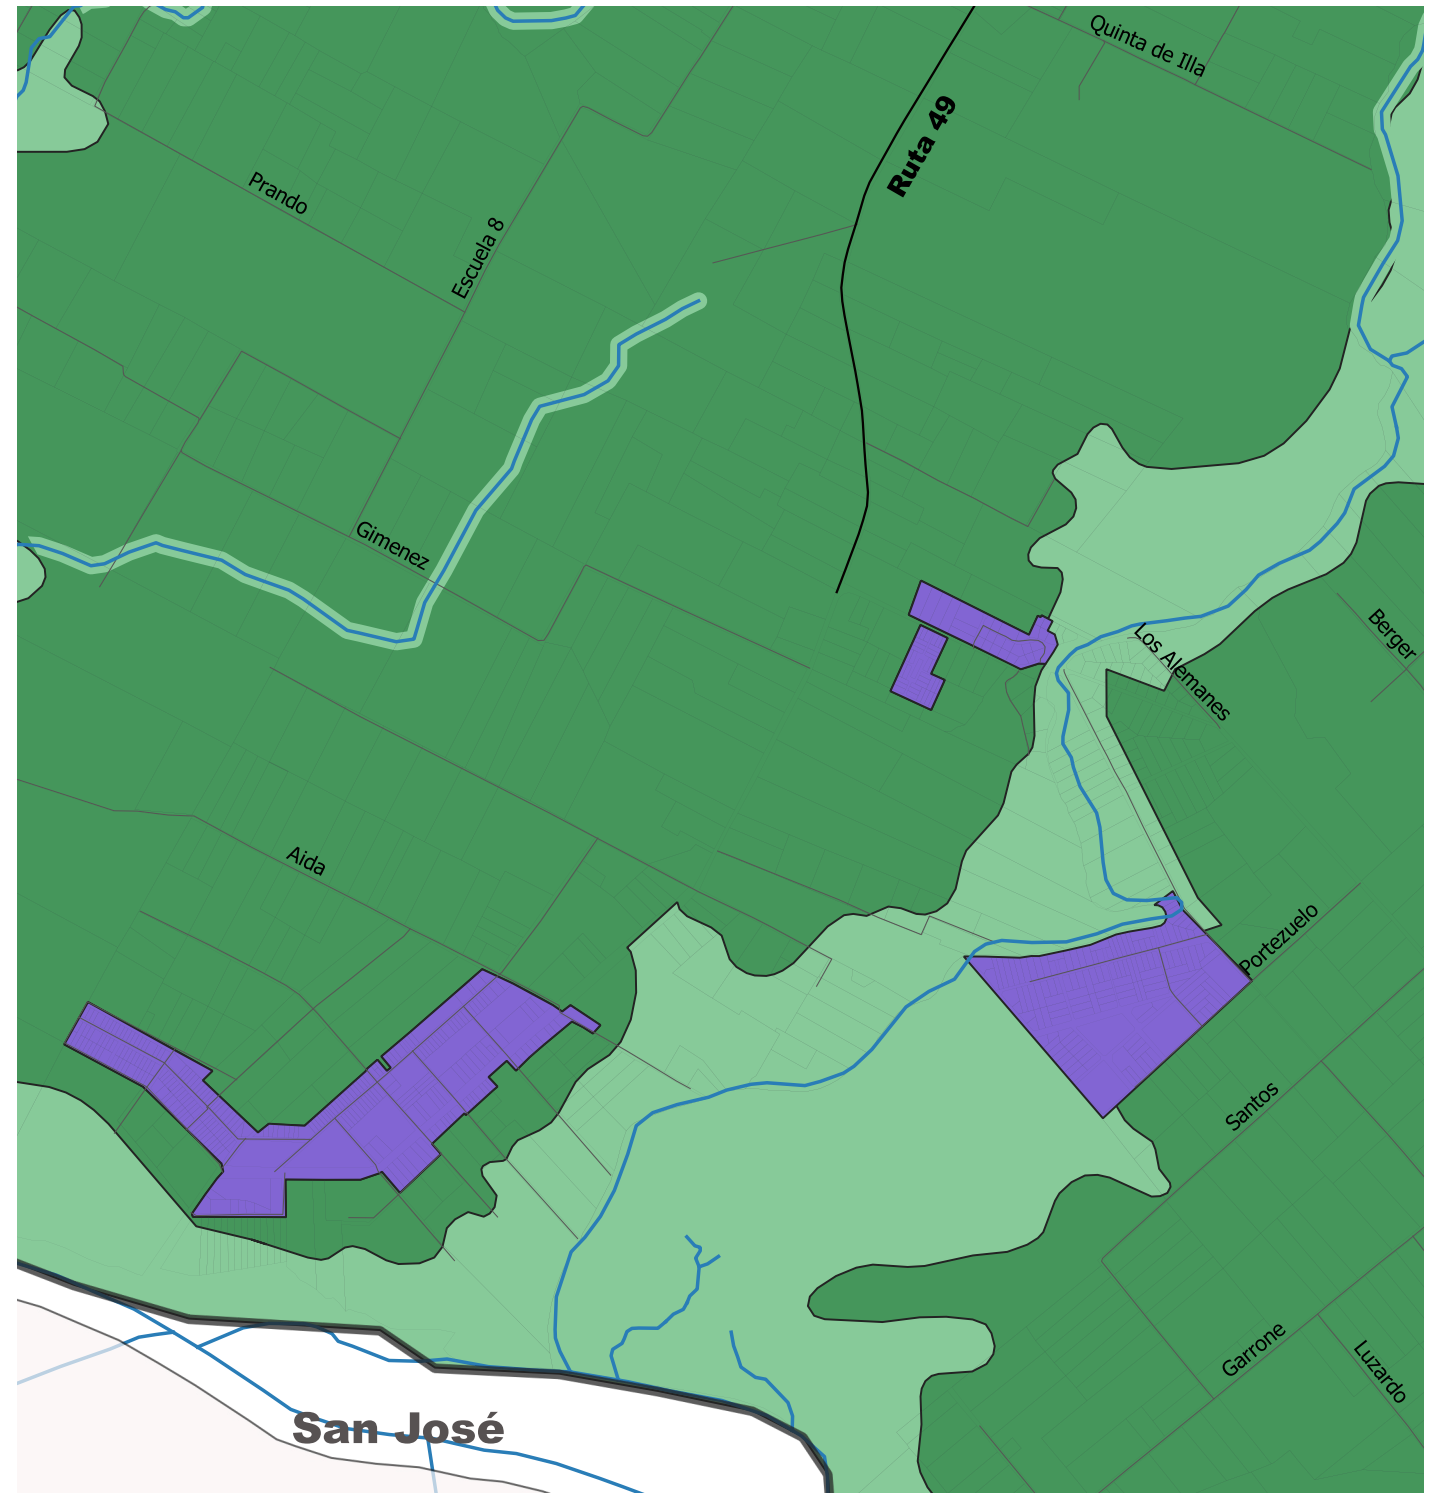 Quinta de Illa
Ruta 49
Prando
Escuela 8
Gimenez
Los Alemanes
Berger
Aida
Portezuelo
Santos
Garrone
Luzardo
San José